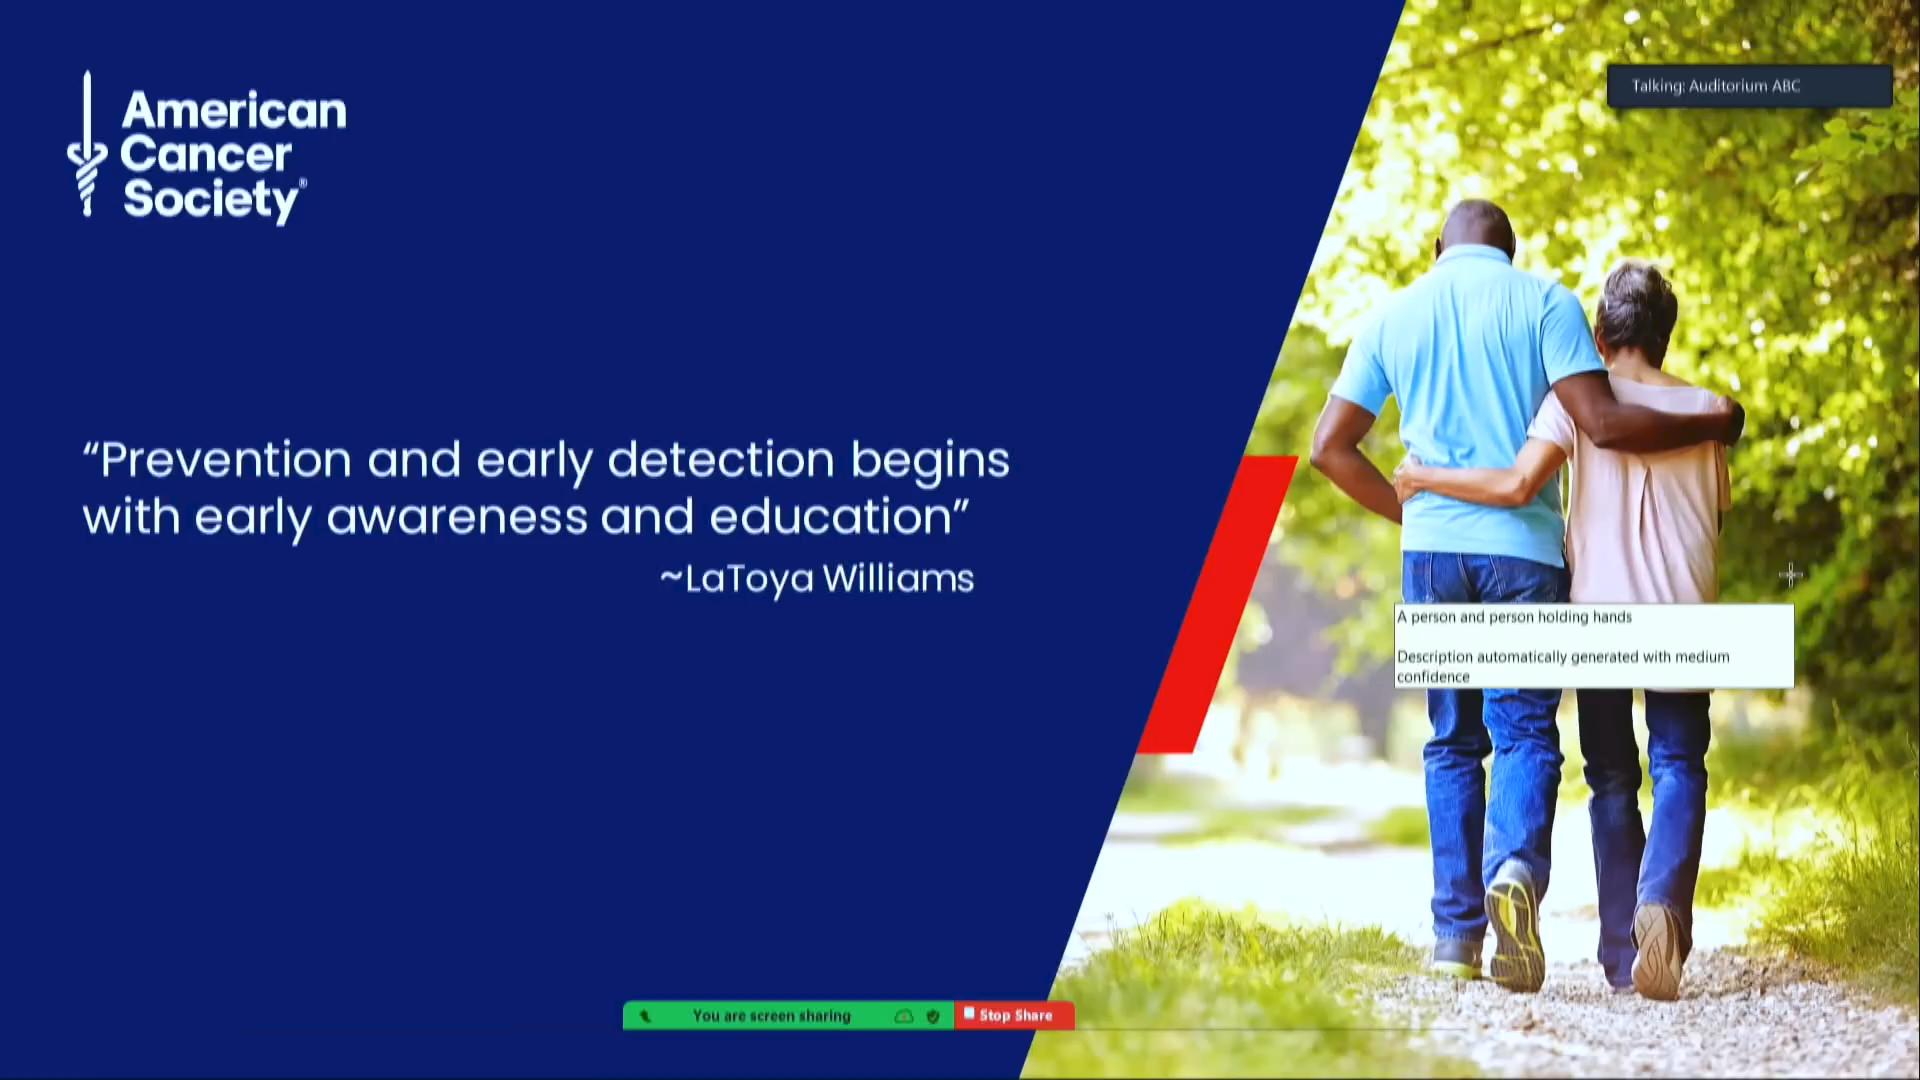 American
Cancer
Society®
Talking: Auditorium ABC
“Prevention and early detection begins
with early awareness and education”
~LaToya Williams
A person and person holding hands
Description automatically generated with medium
confidence
You are screen sharing
Stop Share